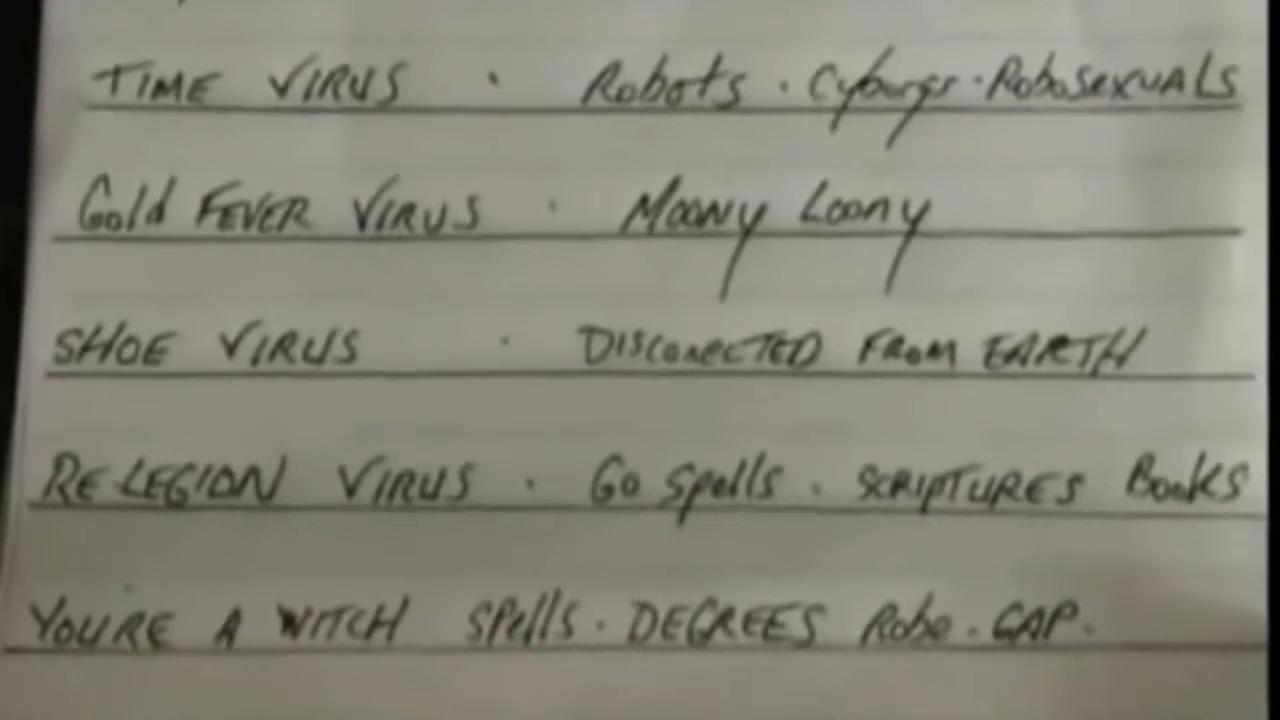 TIME VIRUS · Robots · Cyborgs · RoboSEXUALS
Gold FEVER VIRUS · Moony Loony
SHOE VIRUS · DISCONECTED FROM EARTH
RE-LEGION VIRUS · Go Spells · SCRIPTURES Books
YOU'RE A WITCH SPells · DEGREES Robe · CAP.